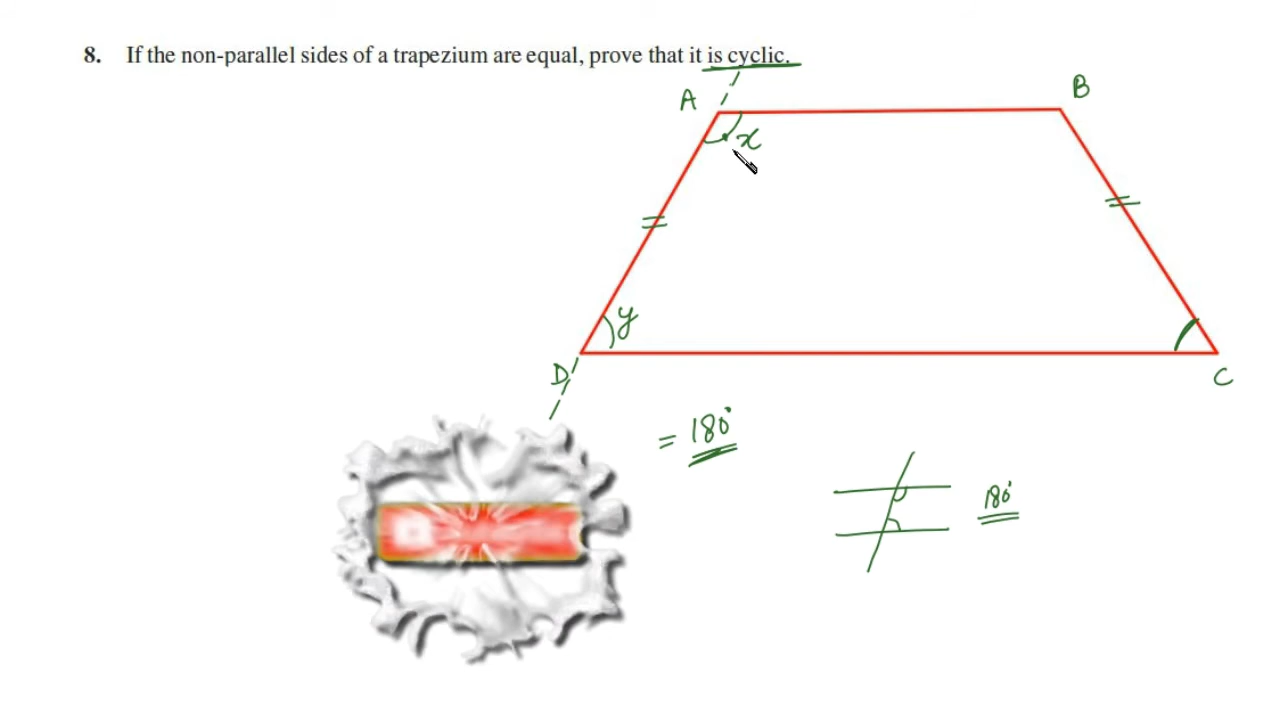 8. If the non-parallel sides of a trapezium are equal, prove that it is cyclic.
A
B
x
y
D
C
= 180°
180°